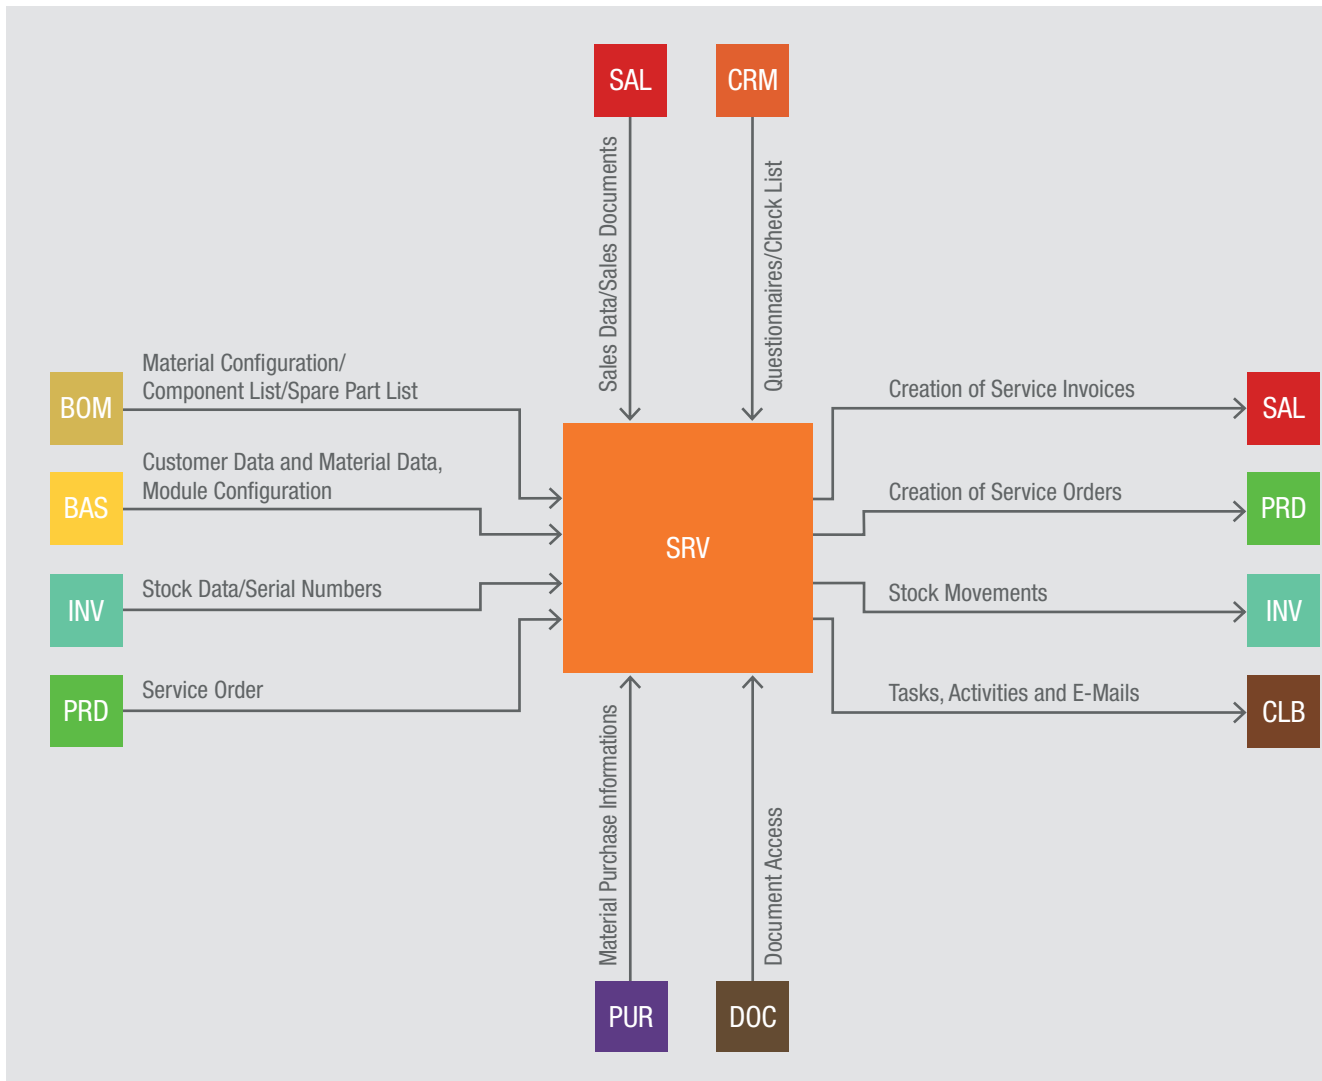 SAL
CRM
Sales Data/Sales Documents
Questionnaires/Check List
Material Configuration/
Component List/Spare Part List
BOM
Customer Data and Material Data,
Module Configuration
BAS
Stock Data/Serial Numbers
INV
Service Order
PRD
SRV
Creation of Service Invoices
SAL
Creation of Service Orders
PRD
Stock Movements
INV
Tasks, Activities and E-Mails
CLB
Material Purchase Informations
Document Access
PUR
DOC